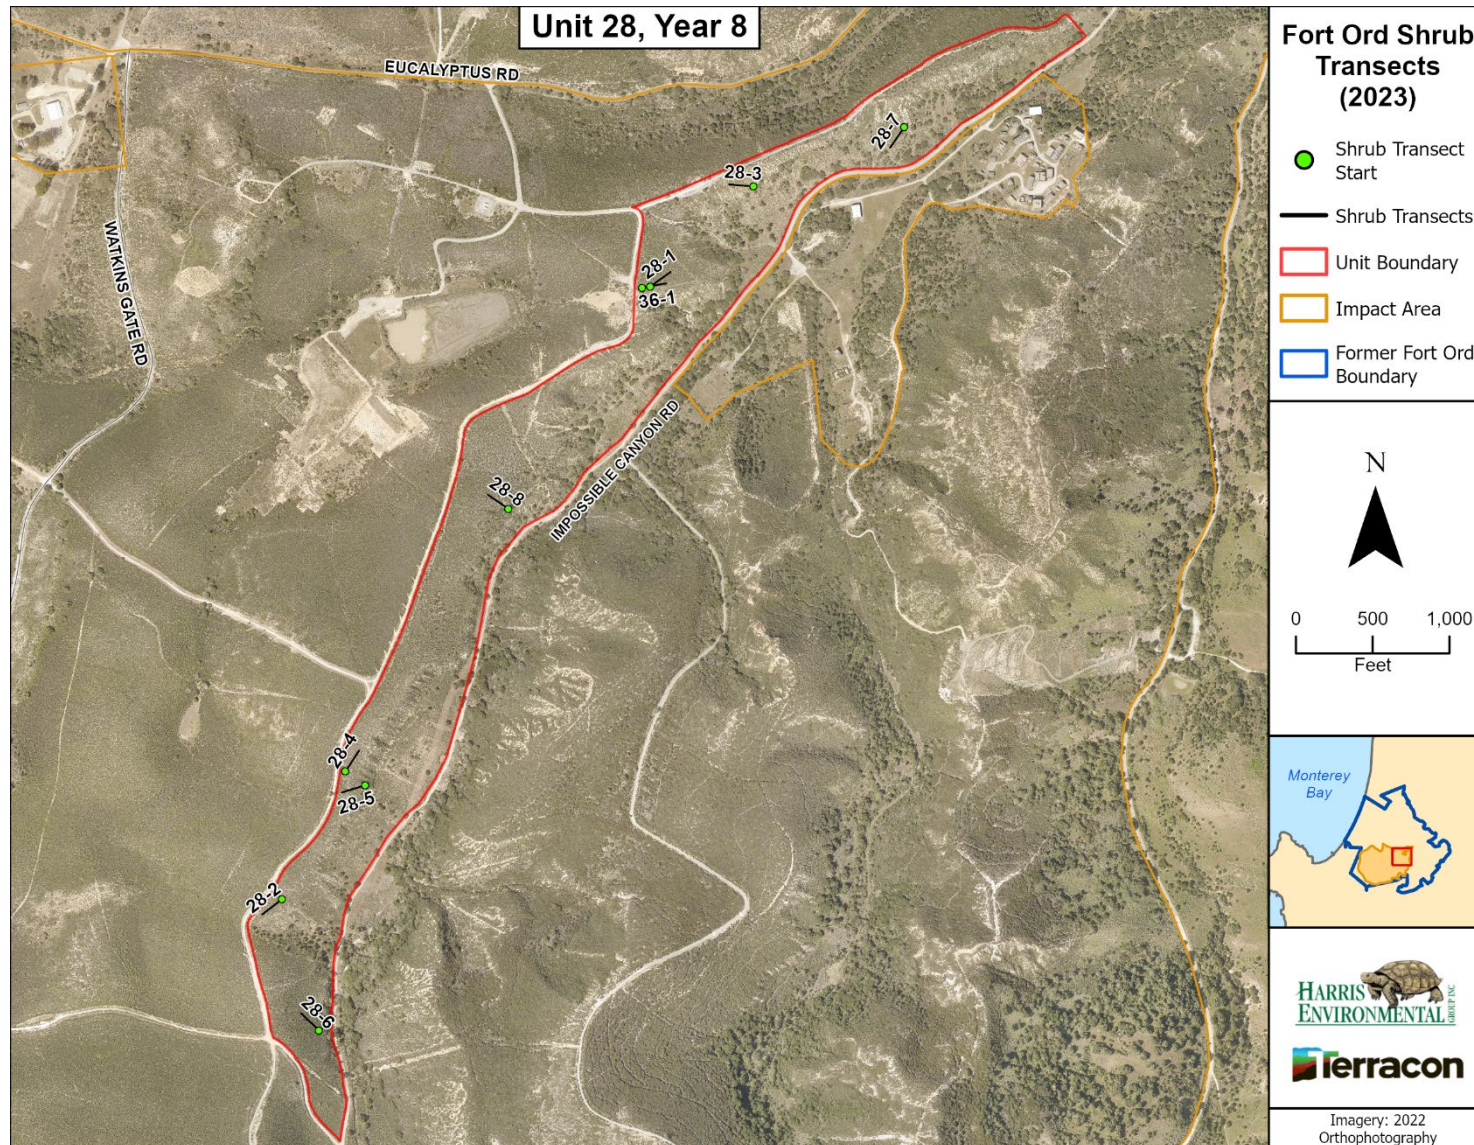 Unit 28, Year 8
EUCALYPTUS RD
WATKINS GATE RD
IMPOSSIBLE CANYON RD
28-7
28-3
28-1
36-1
28-8
28-4
28-5
28-2
28-6
Fort Ord Shrub
Transects
(2023)
Shrub Transect
Start
Shrub Transects
Unit Boundary
Impact Area
Former Fort Ord
Boundary
N
0 500 1,000
Feet
Monterey
Bay
HARRIS
ENVIRONMENTAL
GROUP INC
Terracon
Imagery: 2022
Orthophotography